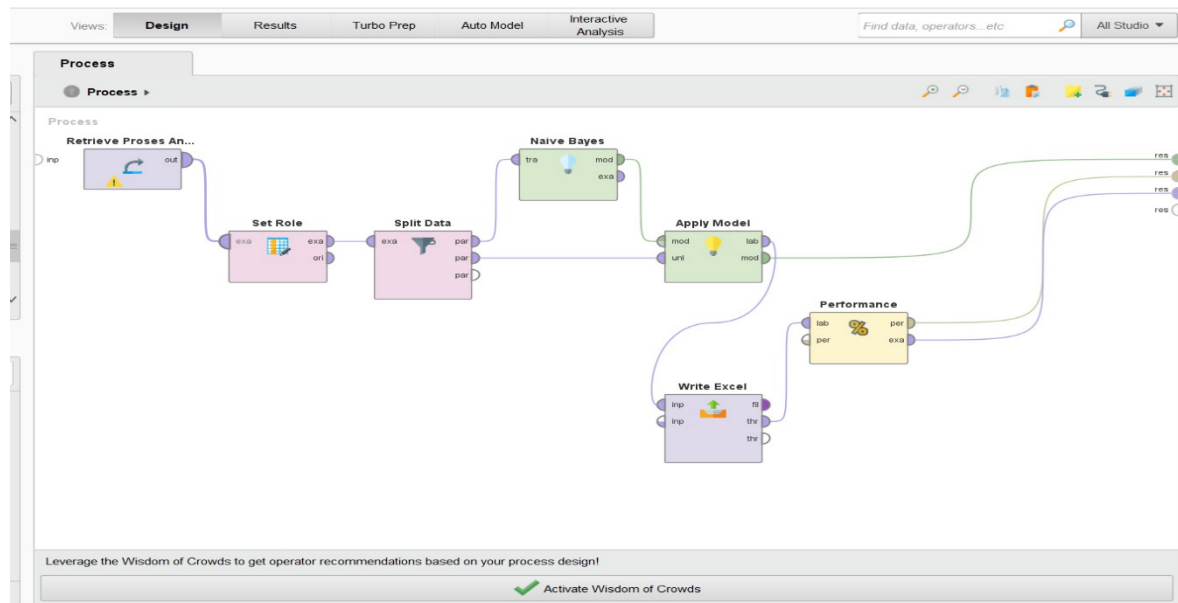 Views:
Design
Results
Turbo Prep
Auto Model
Interactive
Analysis
Find data, operators...etc
All Studio
Process
Process
Process
inp
Retrieve Proses An...
out
Naive Bayes
tra
mod
exa
res
res
res
res
Set Role
exa
exa
ori
Split Data
exa
par
par
par
Apply Model
mod
lab
unl
mod
Performance
lab
%
per
per
exa
Write Excel
inp
fil
inp
thr
thr
Leverage the Wisdom of Crowds to get operator recommendations based on your process design!
Activate Wisdom of Crowds